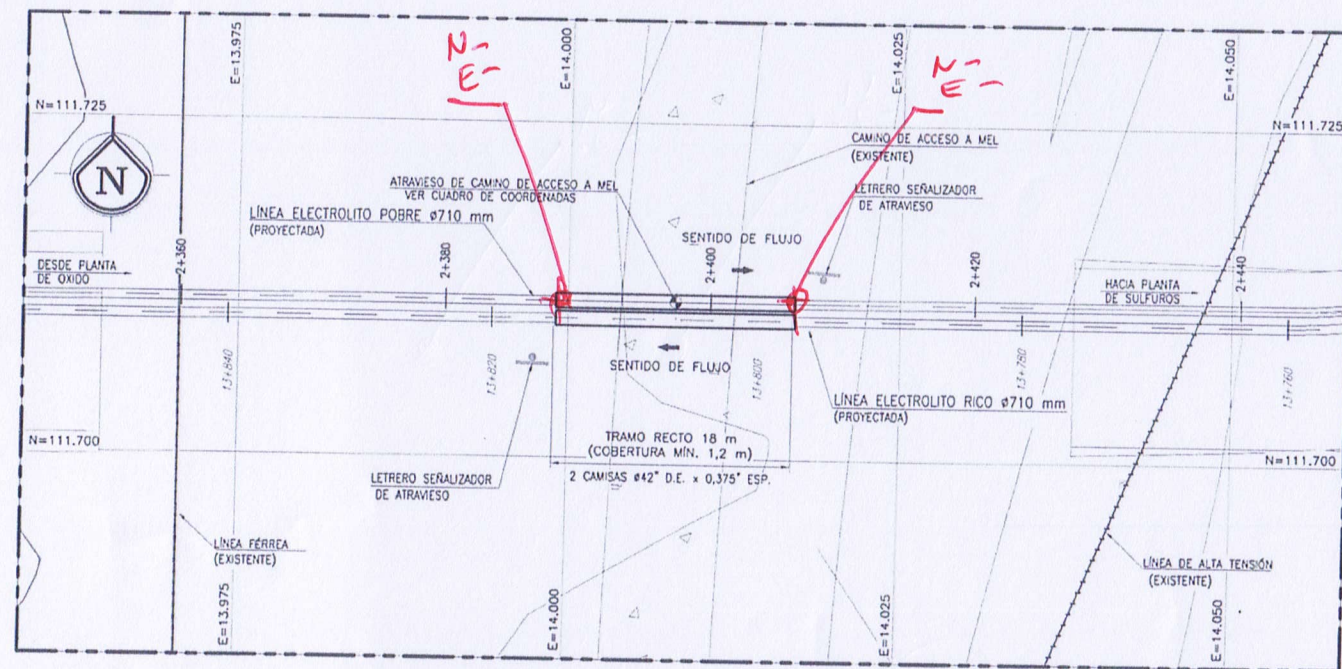 E=13.975
E=14.000
E=14.025
E=14.050
N-
E-
N-
E-
N=111.725
N=111.725
N
CAMINO DE ACCESO A MEL
(EXISTENTE)
ATRAVIESO DE CAMINO DE ACCESO A MEL
VER CUADRO DE COORDENADAS
LETRERO SEÑALIZADOR
DE ATRAVIESO
LÍNEA ELECTROLITO POBRE ø710 mm
(PROYECTADA)
SENTIDO DE FLUJO
DESDE PLANTA
DE OXIDO
2+360
2+380
2+400
2+420
2+440
HACIA PLANTA
DE SULFUROS
13+840
13+820
13+800
13+780
13+760
SENTIDO DE FLUJO
LÍNEA ELECTROLITO RICO ø710 mm
(PROYECTADA)
N=111.700
N=111.700
TRAMO RECTO 18 m
(COBERTURA MÍN. 1,2 m)
2 CAMISAS ø42" D.E. x 0,375" ESP.
LETRERO SEÑALIZADOR
DE ATRAVIESO
LÍNEA FÉRREA
(EXISTENTE)
LÍNEA DE ALTA TENSIÓN
(EXISTENTE)
E=13.975
E=14.000
E=14.025
E=14.050